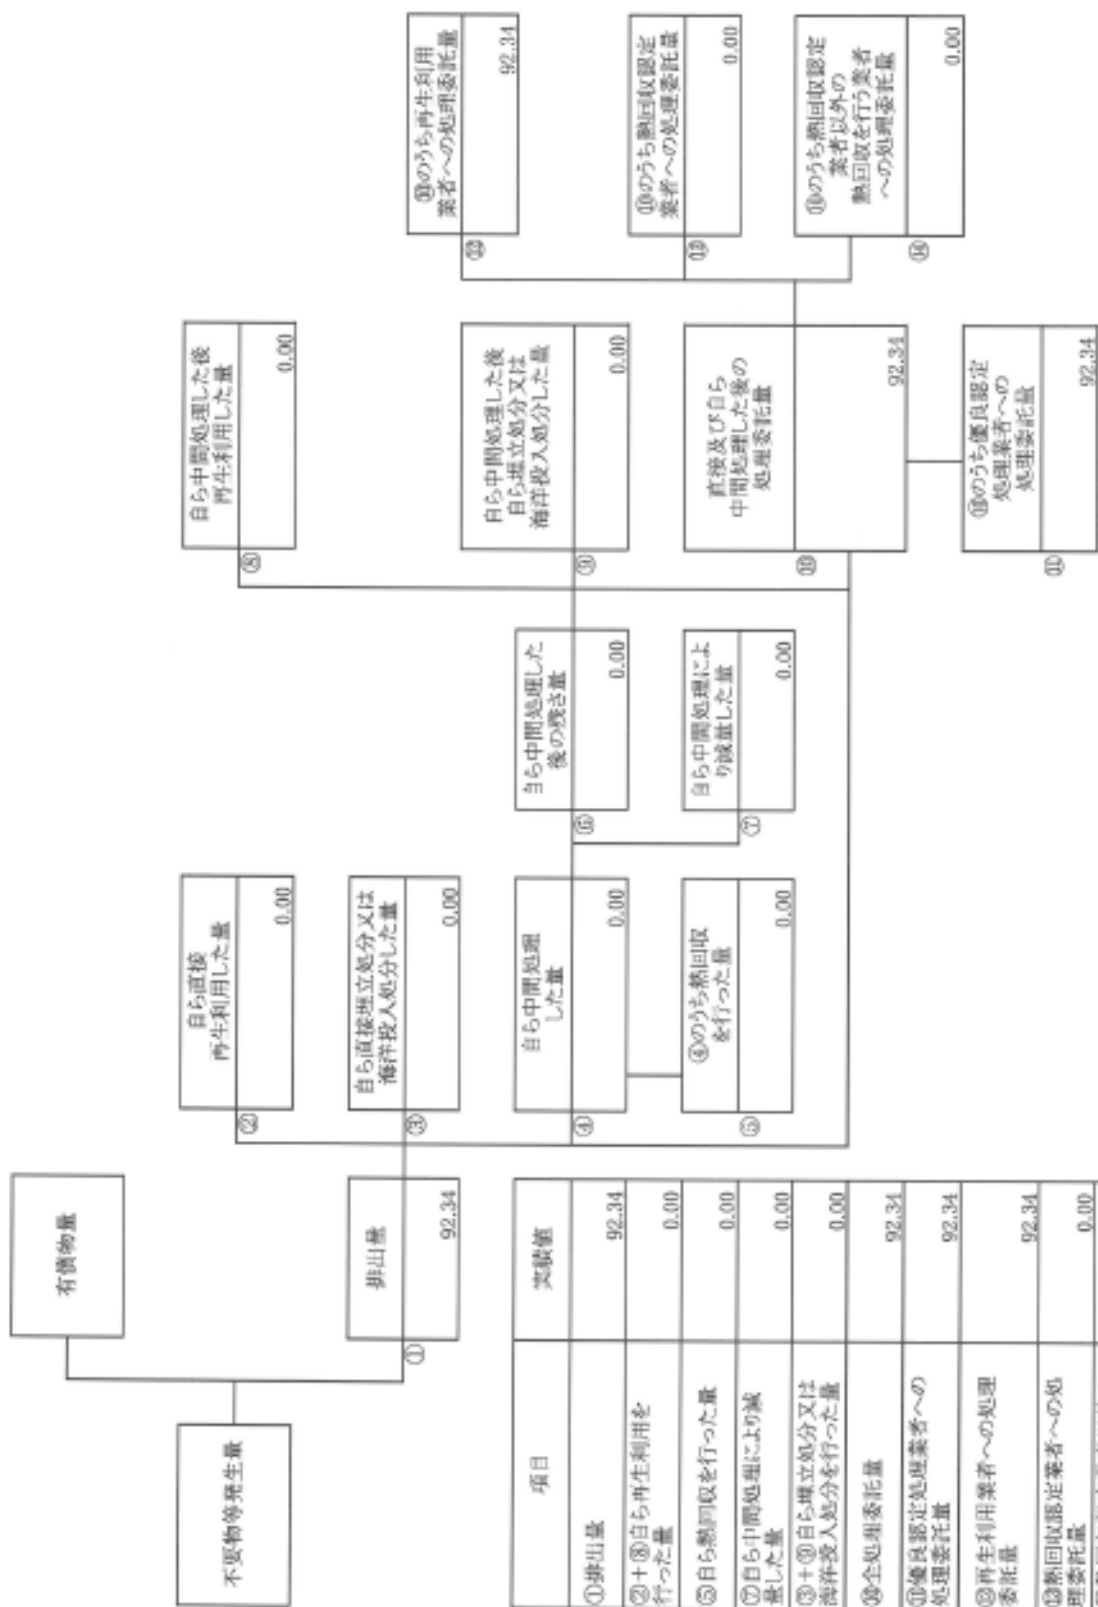 不要物等発生量
有償物量
排出量
①
92.34
自ら直接
再生利用した量
②
0.00
自ら直接埋立処分又は
海洋投入処分した量
③
0.00
自ら中間処理
した量
④
0.00
④のうち熱回収
を行った量
⑤
0.00
自ら中間処理した
後の残さ量
⑥
0.00
自ら中間処理によ
り減量した量
⑦
0.00
自ら中間処理した後
再生利用した量
⑧
0.00
自ら中間処理した後
自ら埋立処分又は
海洋投入処分した量
⑨
0.00
直接及び自ら
中間処理した後の
処理委託量
⑩
92.34
⑩のうち優良認定
処理業者への
処理委託量
⑪
92.34
⑩のうち再生利用
業者への処理委託量
⑫
92.34
⑩のうち熱回収認定
業者への処理委託量
⑬
0.00
⑩のうち熱回収認定
業者以外の
熱回収を行う業者
への処理委託量
⑭
0.00
項目 実績値
①排出量 92.34
②+⑧自ら再生利用を
行った量 0.00
⑤自ら熱回収を行った量 0.00
⑦自ら中間処理により減
量した量 0.00
③+⑨自ら埋立処分又は
海洋投入処分を行った量 0.00
⑩全処理委託量 92.34
⑪優良認定処理業者への
処理委託量 92.34
⑫再生利用業者への処理
委託量 92.34
⑬熱回収認定業者への処
理委託量 0.00